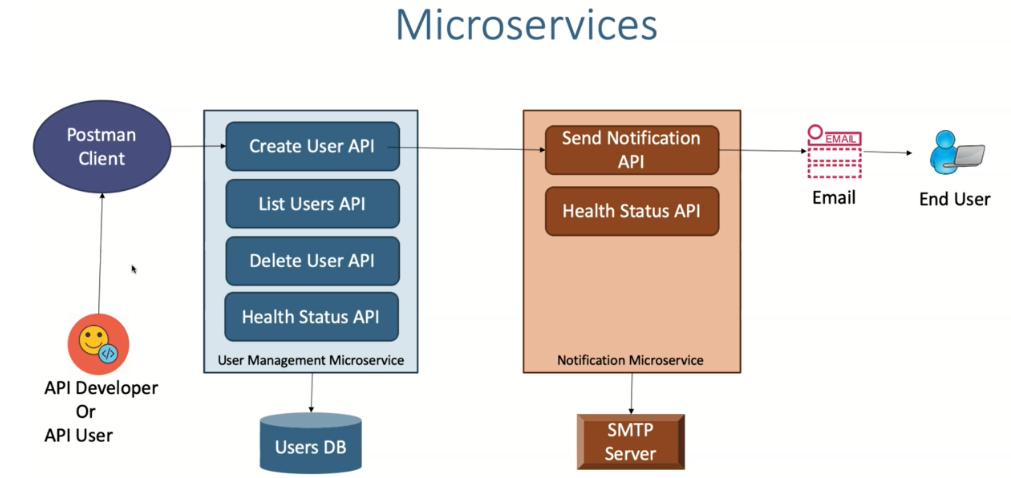 Microservices
Postman
Client
Create User API
List Users API
Delete User API
Health Status API
User Management Microservice
Users DB
Send Notification
API
Health Status API
Notification Microservice
SMTP
Server
EMAIL
Email
End User
API Developer
Or
API User